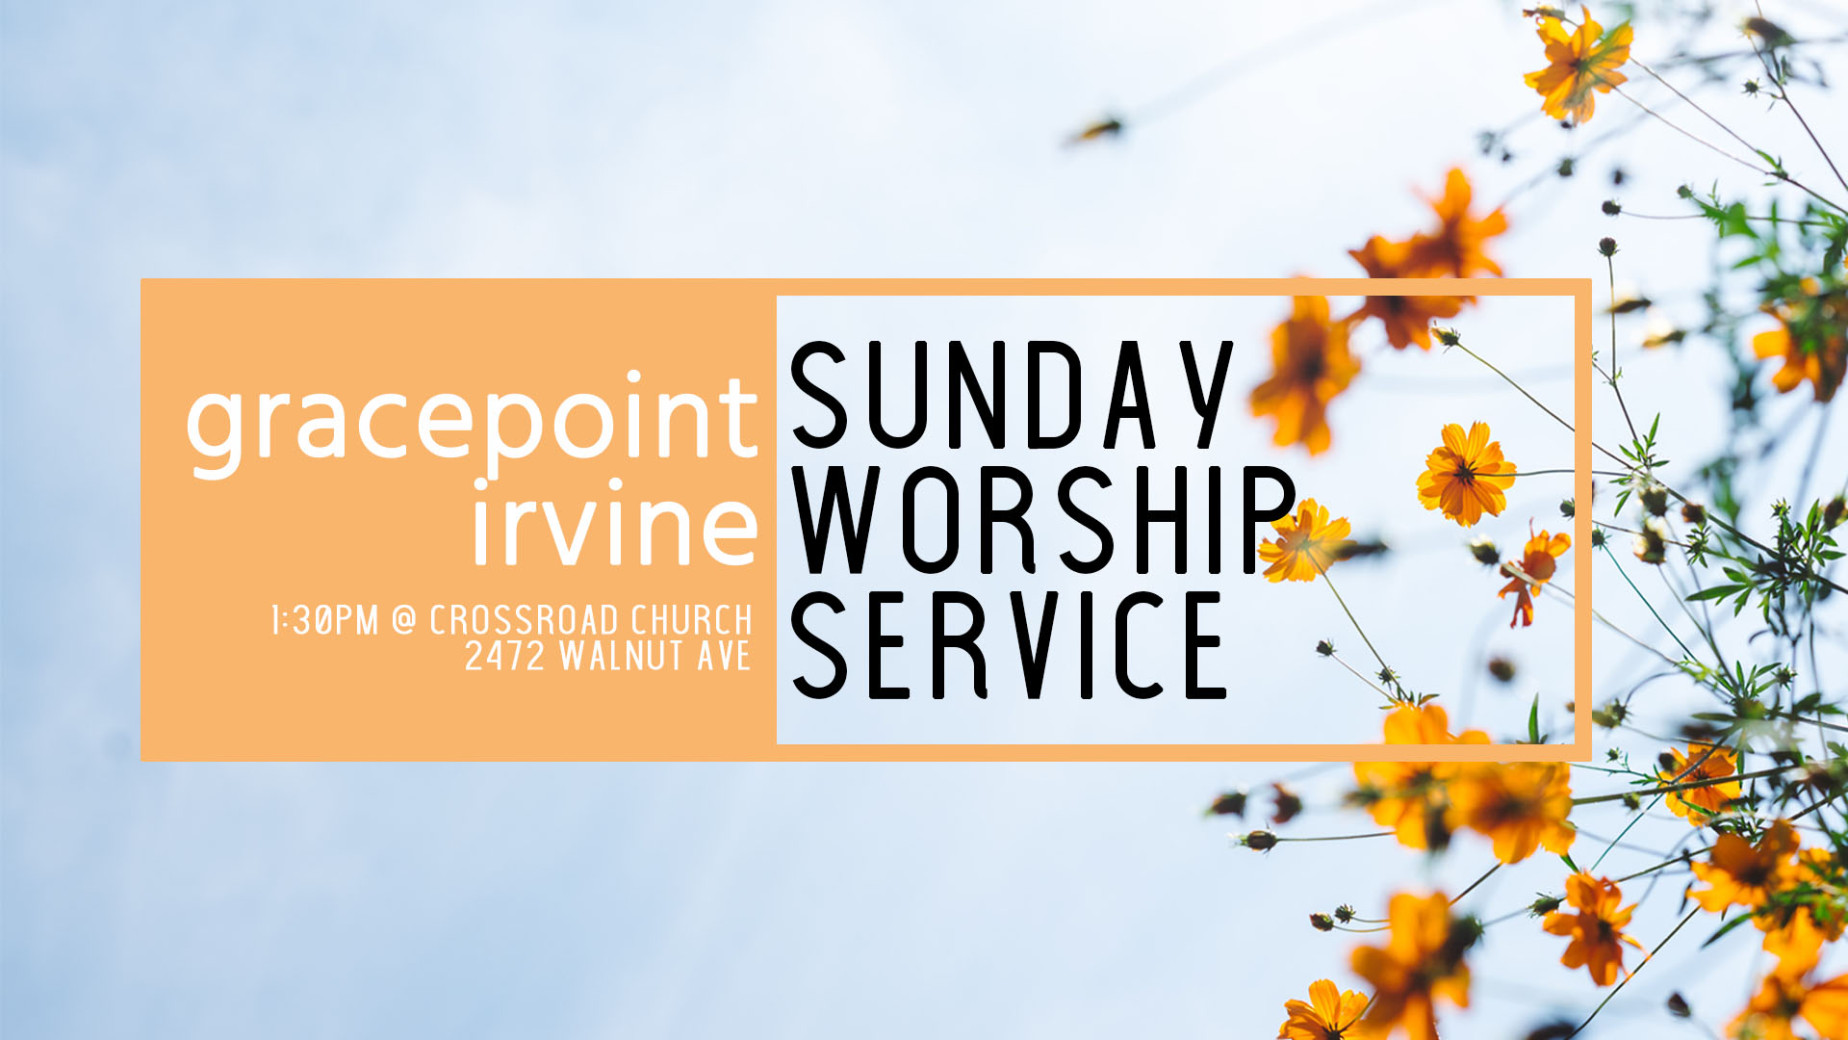 gracepoint
irvine
1:30PM @ CROSSROAD CHURCH
2472 WALNUT AVE
SUNDAY
WORSHIP
SERVICE